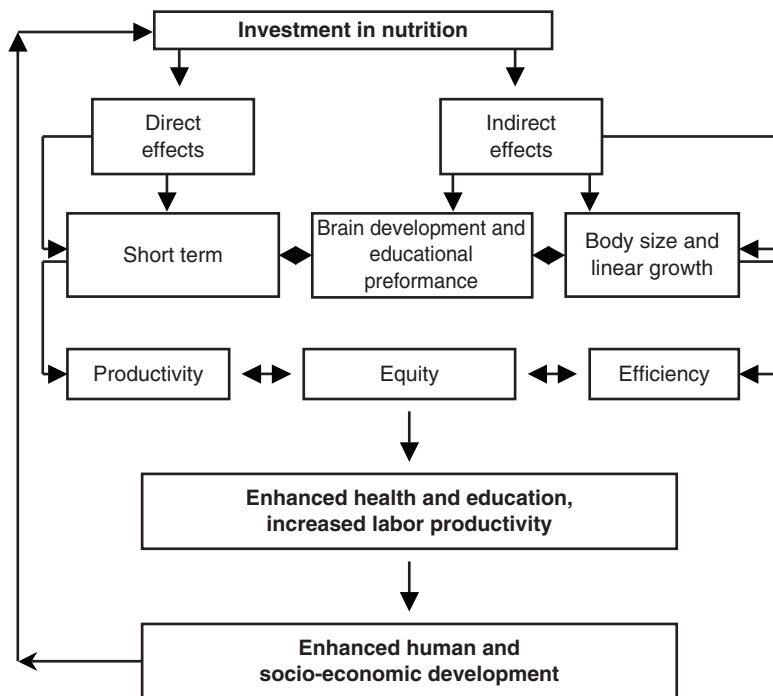 Investment in nutrition
Direct
effects
Indirect
effects
Short term
Brain development and
educational
preformance
Body size and
linear growth
Productivity
Equity
Efficiency
Enhanced health and education,
increased labor productivity
Enhanced human and
socio-economic development